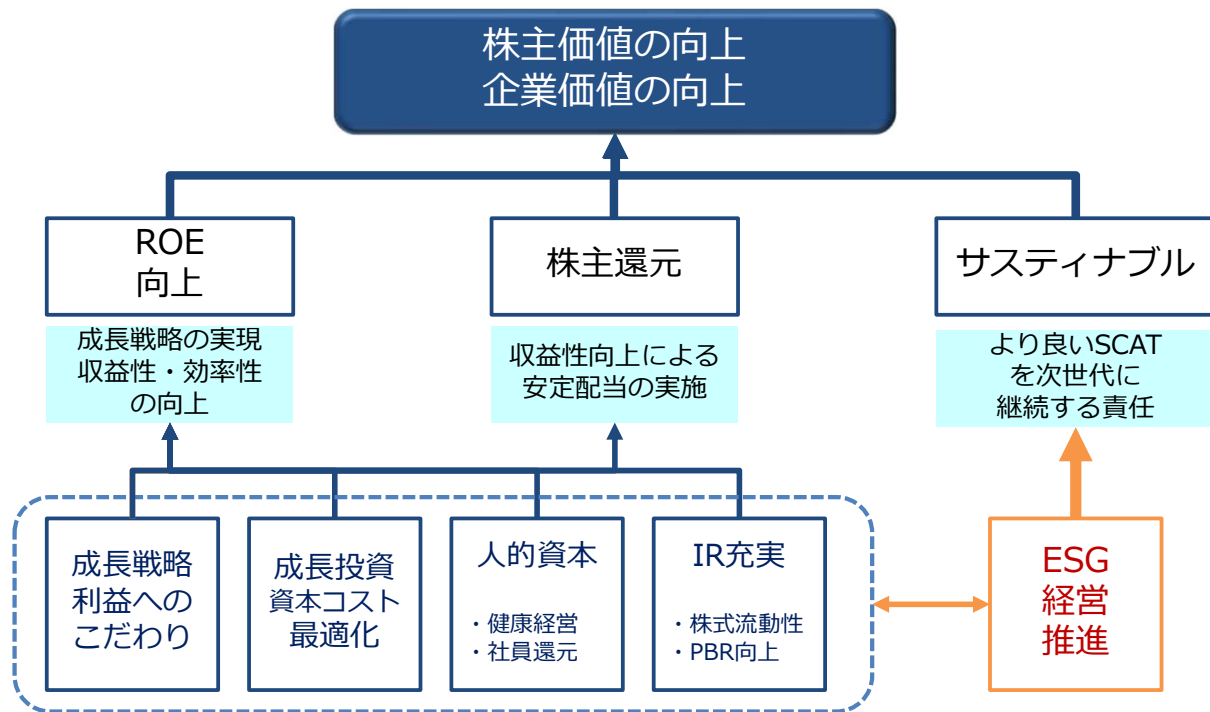 株主価値の向上
企業価値の向上
ROE
向上
株主還元
サスティナブル
成長戦略の実現
収益性・効率性
の向上
収益性向上による
安定配当の実施
より良いSCAT
を次世代に
継続する責任
成長戦略
利益への
こだわり
成長投資
資本コスト
最適化
人的資本
・健康経営
・社員還元
IR充実
・株式流動性
・PBR向上
ESG
経営
推進